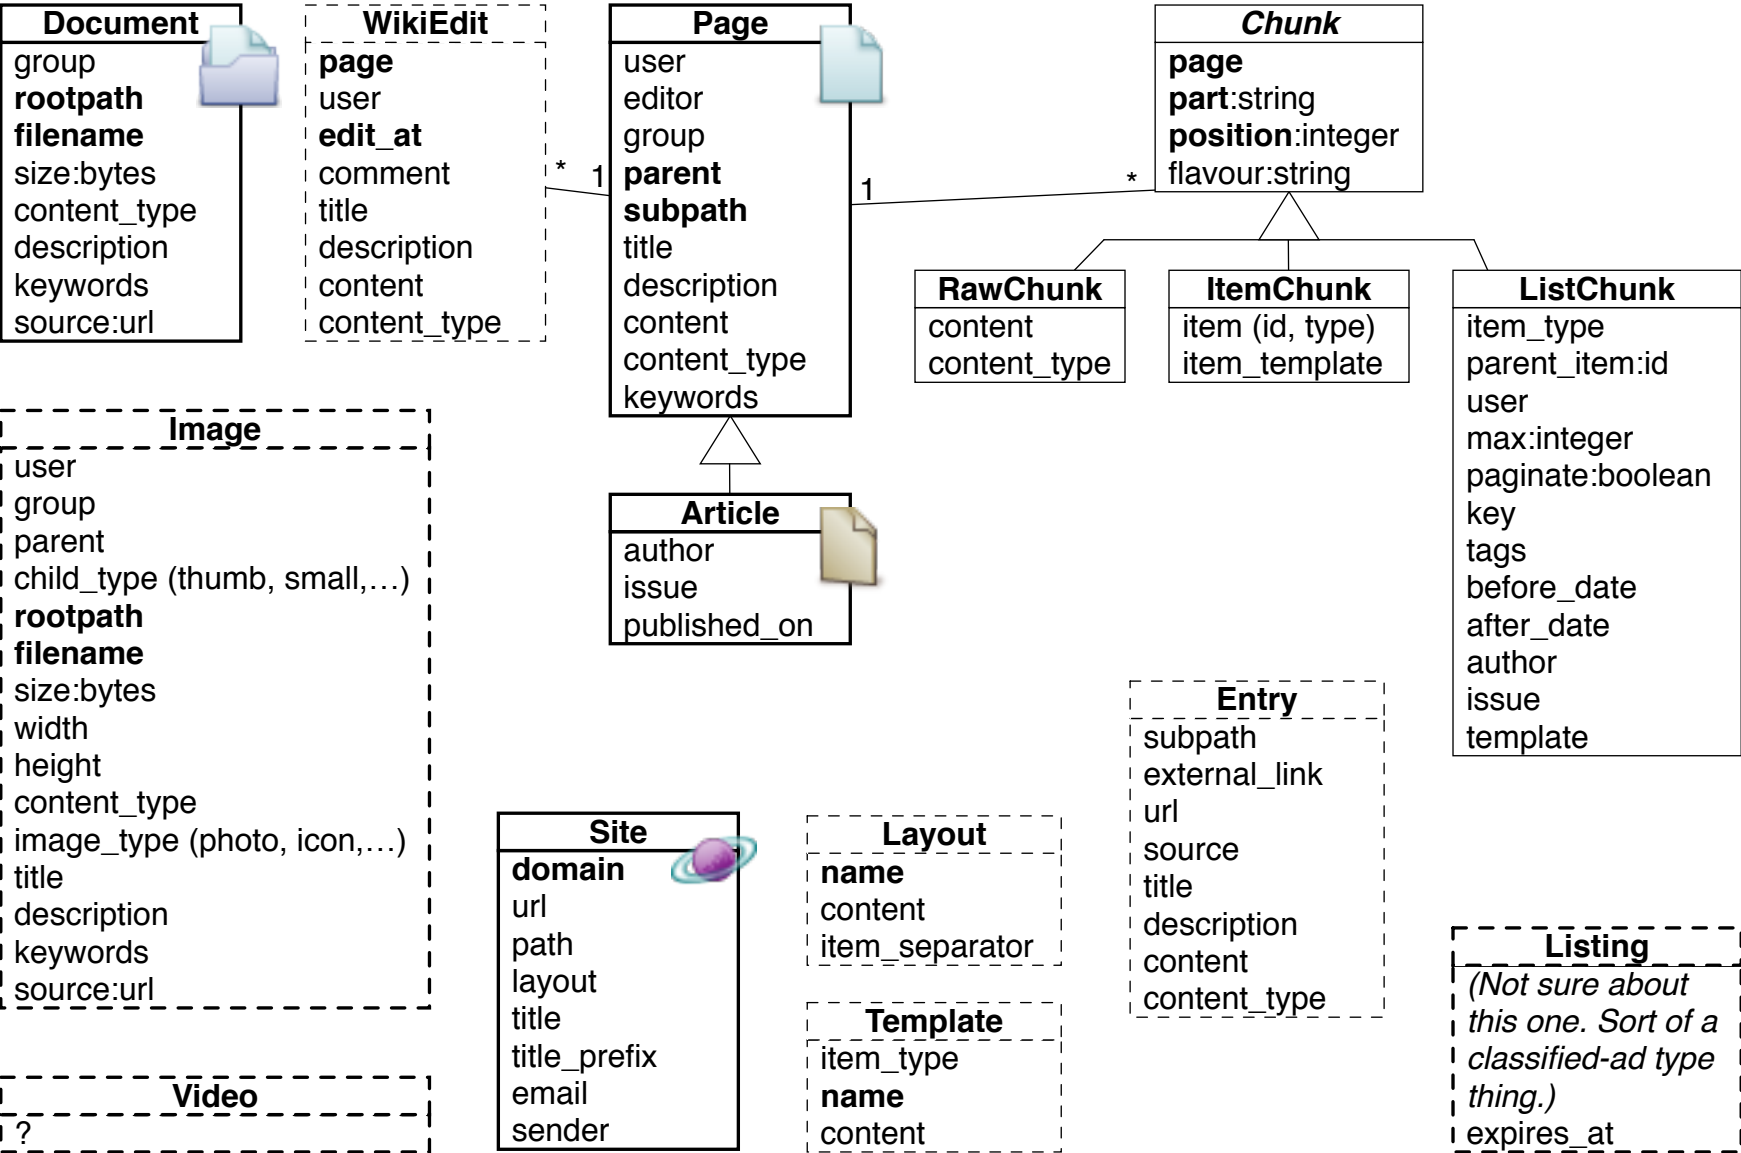 Document
group
rootpath
filename
size:bytes
content_type
description
keywords
source:url
WikiEdit
page
user
edit_at
comment
title
description
content
content_type
* 1
Page
user
editor
group
parent
subpath
title
description
content
content_type
keywords
1 *
Chunk
page
part:string
position:integer
flavour:string
RawChunk
content
content_type
ItemChunk
item (id, type)
item_template
ListChunk
item_type
parent_item:id
user
max:integer
paginate:boolean
key
tags
before_date
after_date
author
issue
template
Image
user
group
parent
child_type (thumb, small,…)
rootpath
filename
size:bytes
width
height
content_type
image_type (photo, icon,…)
title
description
keywords
source:url
Article
author
issue
published_on
Entry
subpath
external_link
url
source
title
description
content
content_type
Site
domain
url
path
layout
title
title_prefix
email
sender
Layout
name
content
item_separator
Template
item_type
name
content
Listing
(Not sure about
this one. Sort of a
classified-ad type
thing.)
expires_at
Video
?